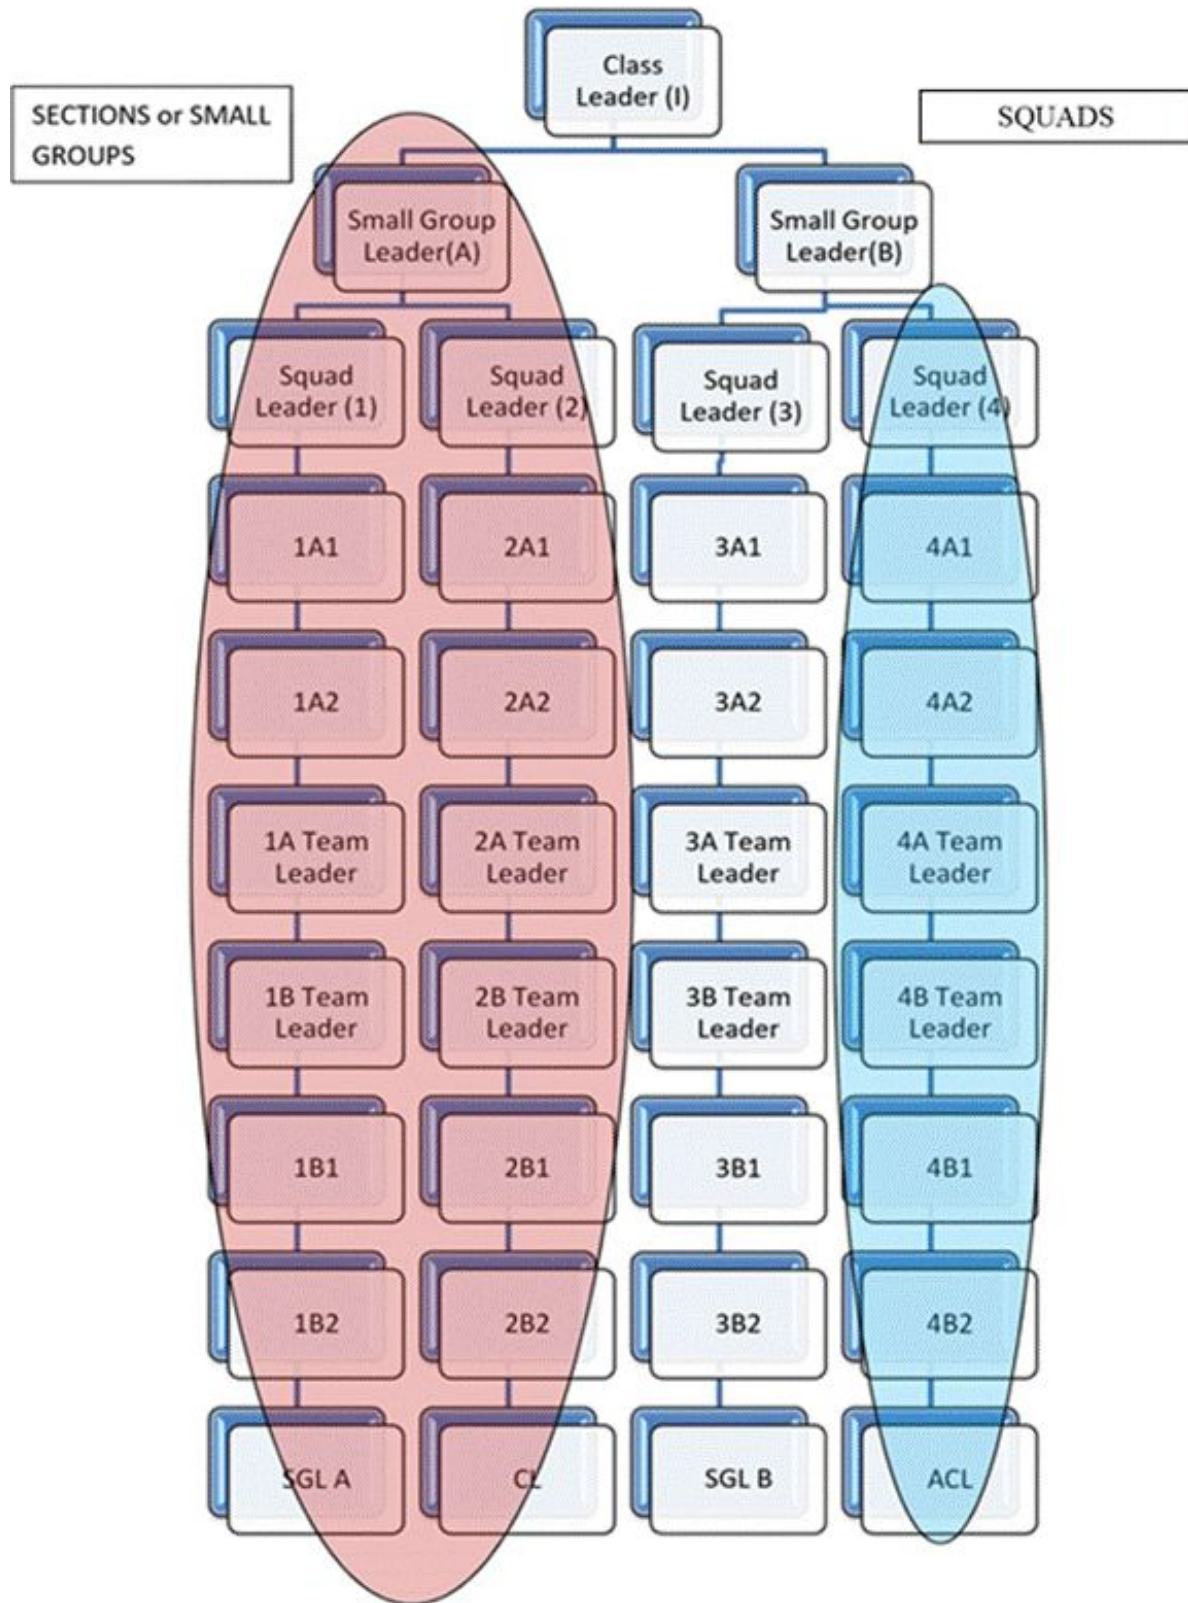 Class
Leader (I)
SECTIONS or SMALL
GROUPS
SQUADS
Small Group
Leader(A)
Small Group
Leader(B)
Squad
Leader (1)
Squad
Leader (2)
Squad
Leader (3)
Squad
Leader (4)
1A1
2A1
3A1
4A1
1A2
2A2
3A2
4A2
1A Team
Leader
2A Team
Leader
3A Team
Leader
4A Team
Leader
1B Team
Leader
2B Team
Leader
3B Team
Leader
4B Team
Leader
1B1
2B1
3B1
4B1
1B2
2B2
3B2
4B2
SGL A
CL
SGL B
ACL